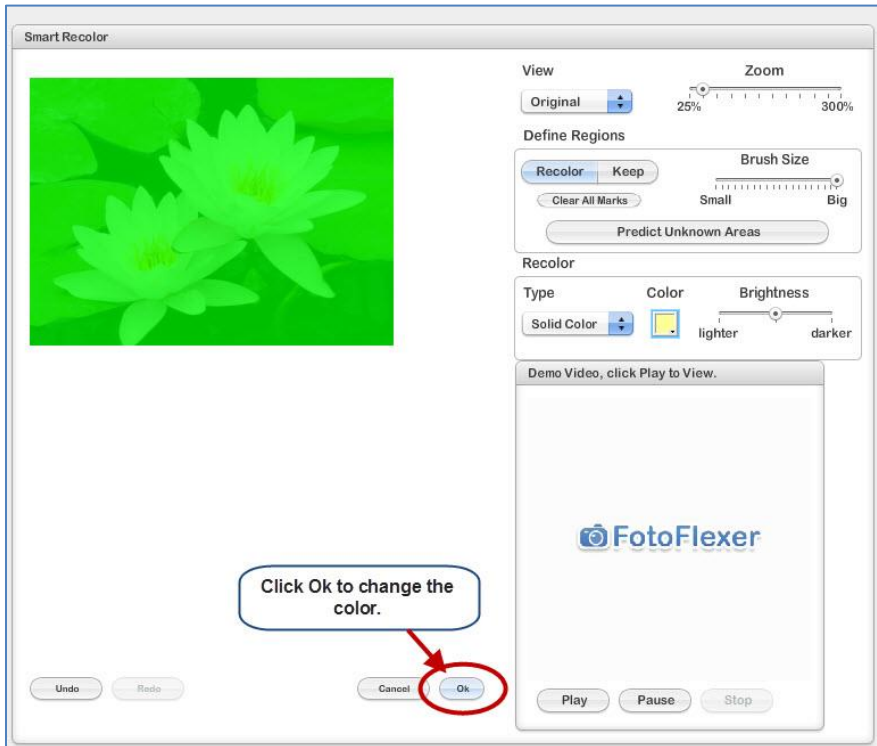 Smart Recolor
View
Zoom
Original
25%
300%
Define Regions
Recolor
Keep
Brush Size
Clear All Marks
Small
Big
Predict Unknown Areas
Recolor
Type
Color
Brightness
Solid Color
lighter
darker
Demo Video, click Play to View.
FotoFlexer
Click Ok to change the
color.
Undo
Redo
Cancel
Ok
Play
Pause
Stop